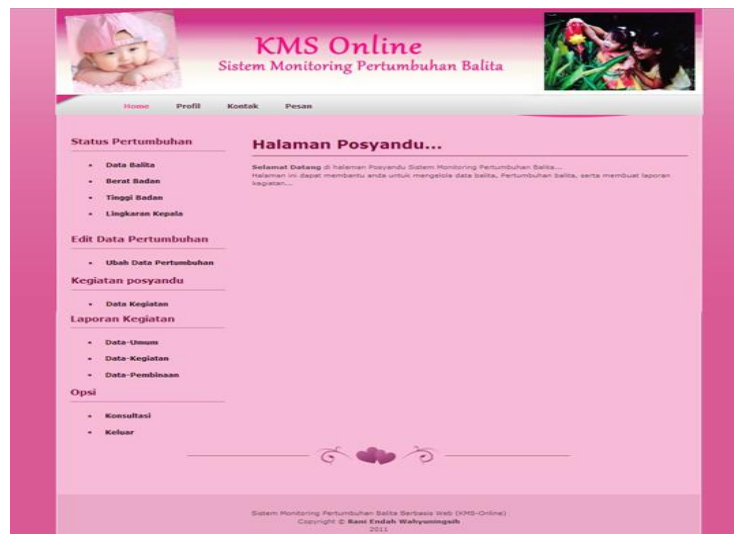 KMS Online
Sistem Monitoring Pertumbuhan Balita
Home Profil Kontak Pesan
Status Pertumbuhan
Data Balita
Berat Badan
Tinggi Badan
Lingkaran Kepala
Edit Data Pertumbuhan
Ubah Data Pertumbuhan
Kegiatan posyandu
Data Kegiatan
Laporan Kegiatan
Data-Umum
Data-Kegiatan
Data-Pembinaan
Opsi
Konsultasi
Keluar
Halaman Posyandu...
Selamat Datang di halaman Posyandu Sistem Monitoring Pertumbuhan Balita...
Halaman ini dapat membantu anda untuk mengelola data balita, Pertumbuhan balita, serta membuat laporan
kegiatan...
Sistem Monitoring Pertumbuhan Balita Berbasis Web (KMS-Online)
Copyright © Rani Endah Wahyuningsih
2011